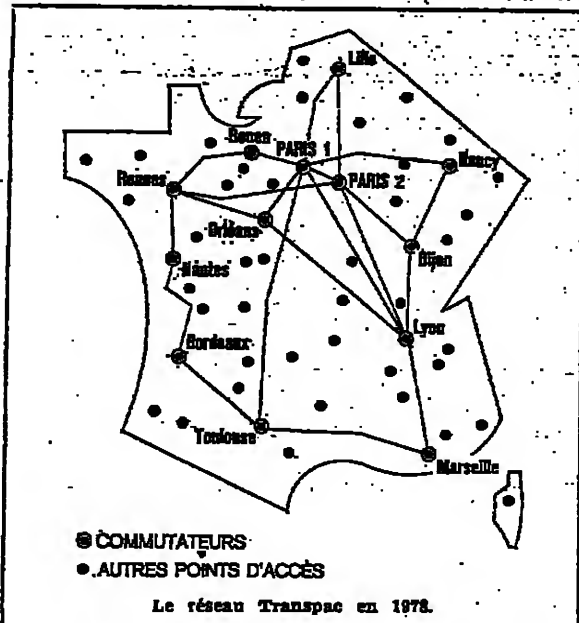 Lille
Rouen
PARIS 1
Nancy
Rennes
PARIS 2
Orléans
Dijon
Nantes
Lyon
Bordeaux
Toulouse
Marseille
COMMUTATEURS
AUTRES POINTS D'ACCÈS
Le réseau Transpac en 1978.